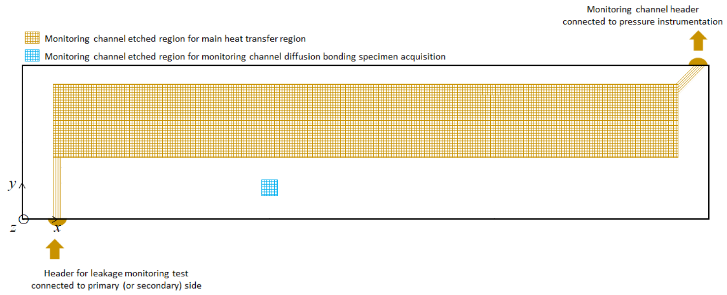 Monitoring channel header
connected to pressure instrumentation
Monitoring channel etched region for main heat transfer region
Monitoring channel etched region for monitoring channel diffusion bonding specimen acquisition
y
z
x
Header for leakage monitoring test
connected to primary (or secondary) side